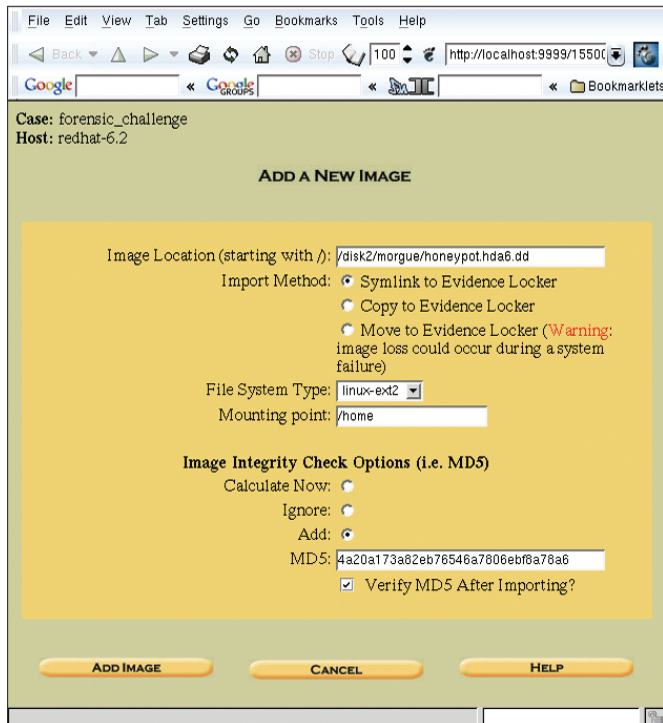 File Edit View Tab Settings Go Bookmarks Tools Help
Back Stop 100 http://localhost:9999/1550
Google « Google GROUPS « « Bookmarklets
Case: forensic_challenge
Host: redhat-6.2
ADD A NEW IMAGE
Image Location (starting with /): /disk2/morgue/honeypot.hda6.dd
Import Method: Symlink to Evidence Locker
Copy to Evidence Locker
Move to Evidence Locker (Warning:
image loss could occur during a system
failure)
File System Type: linux-ext2
Mounting point: /home
Image Integrity Check Options (i.e. MD5)
Calculate Now:
Ignore:
Add:
MD5: 4a20a173a82eb76546a7806ebf8a78a6
Verify MD5 After Importing?
ADD IMAGE CANCEL HELP